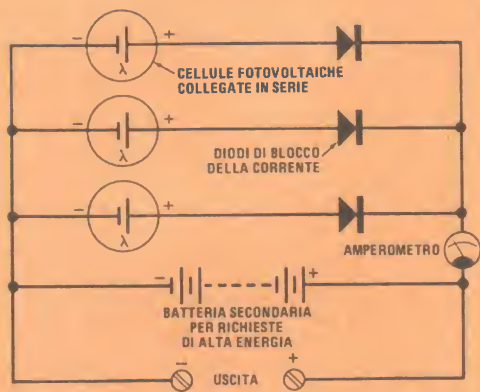 - +
λ
CELLULE FOTOVOLTAICHE
COLLEGATE IN SERIE
- +
λ
DIODI DI BLOCCO
DELLA CORRENTE
- +
λ
AMPEROMETRO
- +
BATTERIA SECONDARIA
PER RICHIESTE
DI ALTA ENERGIA
- +
USCITA